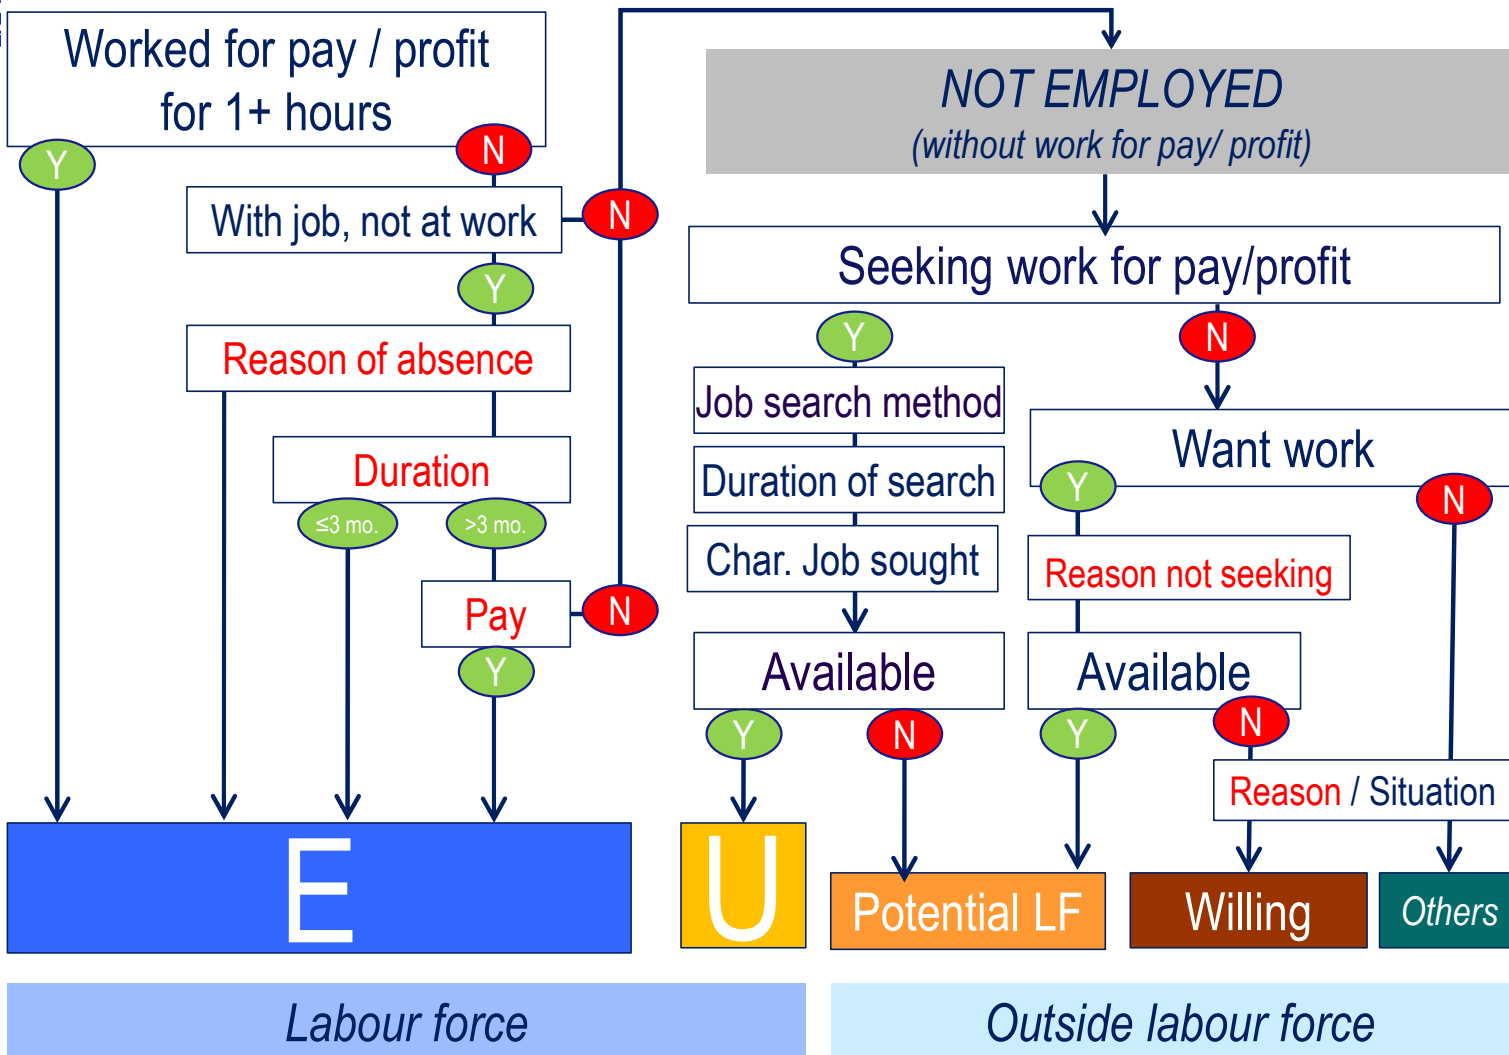 Worked for pay / profit
for 1+ hours
Y
N
With job, not at work
N
Y
Reason of absence
Duration
≤3 mo.
>3 mo.
Pay
N
Y
E
NOT EMPLOYED
(without work for pay/ profit)
Seeking work for pay/profit
Y
N
Job search method
Duration of search
Char. Job sought
Available
Y
N
Want work
Y
N
Reason not seeking
Available
Y
N
Reason / Situation
U
Potential LF
Willing
Others
Labour force
Outside labour force